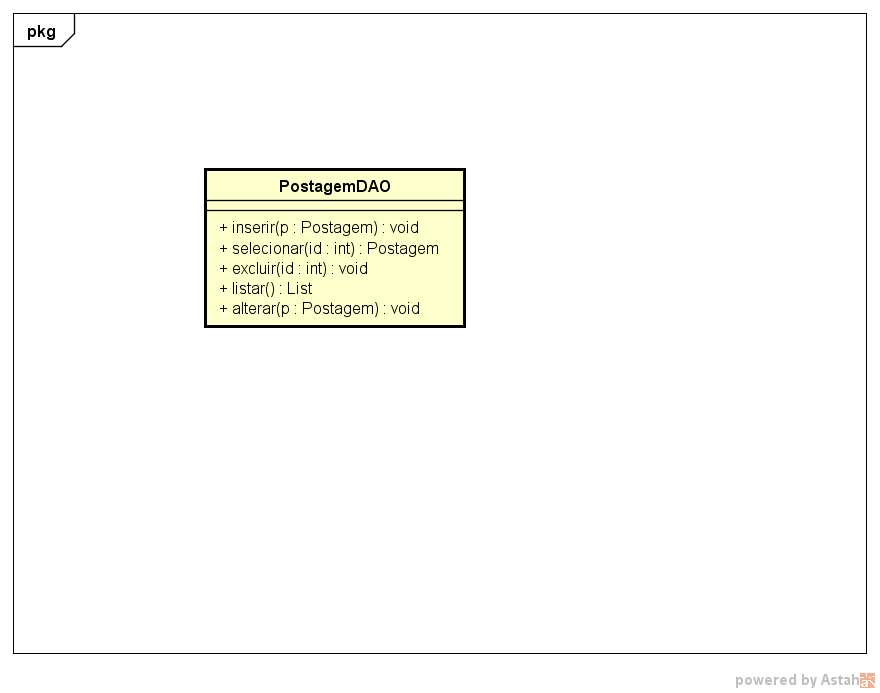 pkg
PostagemDAO
+ inserir(p : Postagem) : void
+ selecionar(id : int) : Postagem
+ excluir(id : int) : void
+ listar() : List
+ alterar(p : Postagem) : void
powered by Astah